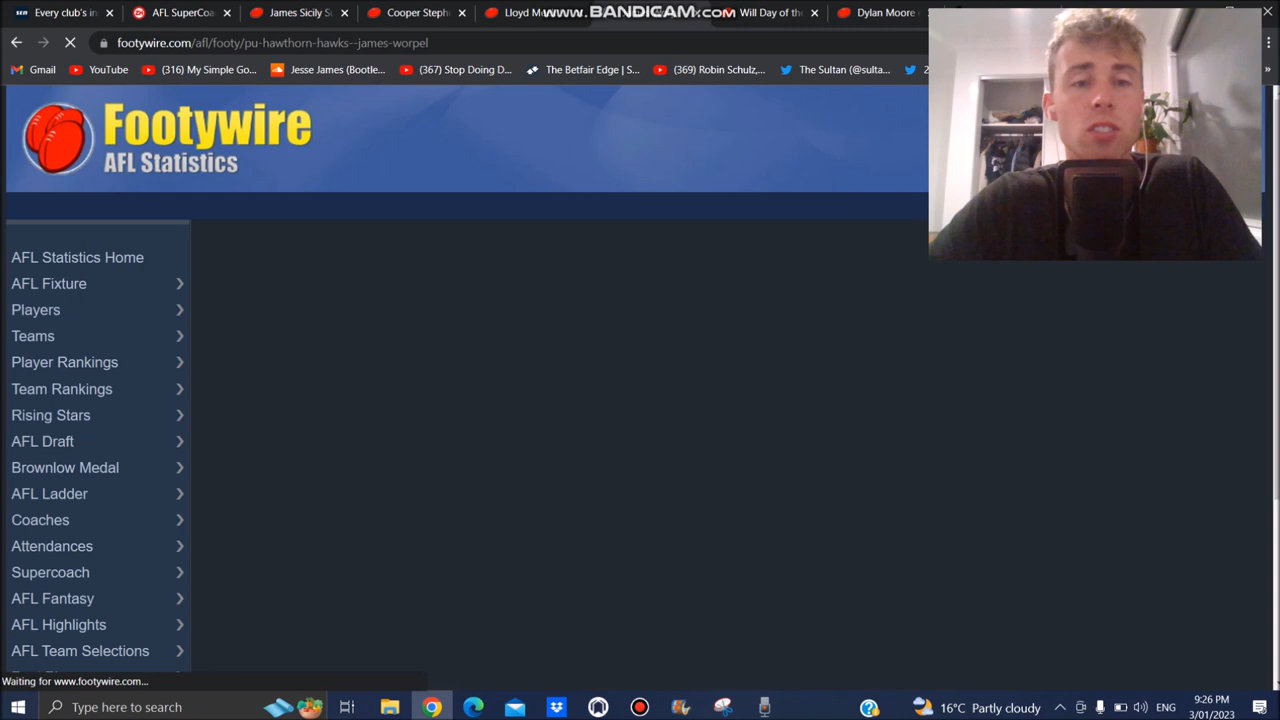 Every club's in
AFL SuperCoa
James Sicily S
Cooper Steph
Lloyd M
www.BANDICAM.com
Will Day of the
Dylan Moore
footywire.com/afl/footy/pu-hawthorn-hawks--james-worpel
Gmail
YouTube
(316) My Simple Go...
Jesse James (Bootle...
(367) Stop Doing D...
The Betfair Edge | S...
(369) Robin Schulz,...
The Sultan (@sulta...
2
Footywire
AFL Statistics
AFL Statistics Home
AFL Fixture
Players
Teams
Player Rankings
Team Rankings
Rising Stars
AFL Draft
Brownlow Medal
AFL Ladder
Coaches
Attendances
Supercoach
AFL Fantasy
AFL Highlights
AFL Team Selections
Waiting for www.footywire.com...
Type here to search
16°C Partly cloudy
ENG
9:26 PM
3/01/2023